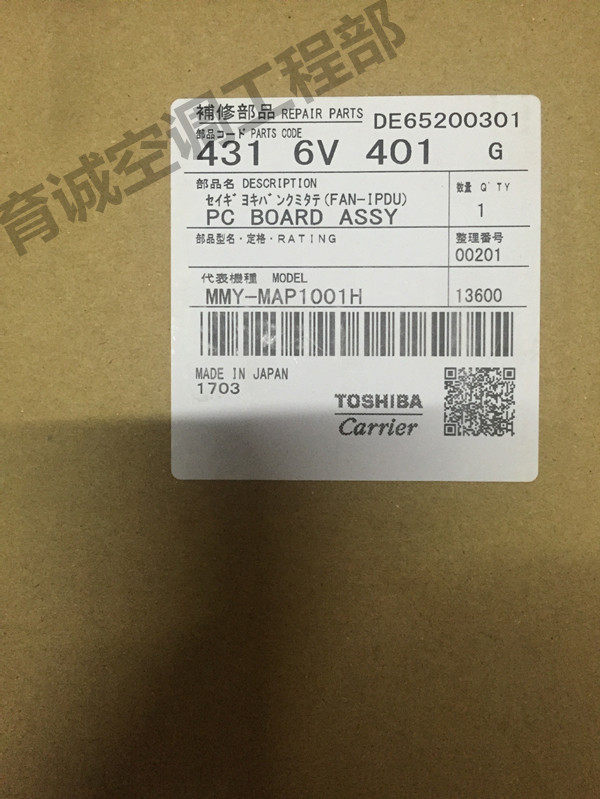 育诚空调工程部
補修部品 REPAIR PARTS DE65200301
部品コード PARTS CODE
431 6V 401 G
部品名 DESCRIPTION 数量 Q'TY
セイギヨキバンクミタテ(FAN-IPDU)
PC BOARD ASSY 1
部品型名・定格・RATING 整理番号
00201
代表機種 MODEL
MMY-MAP1001H 13600
MADE IN JAPAN
1703
TOSHIBA
Carrier